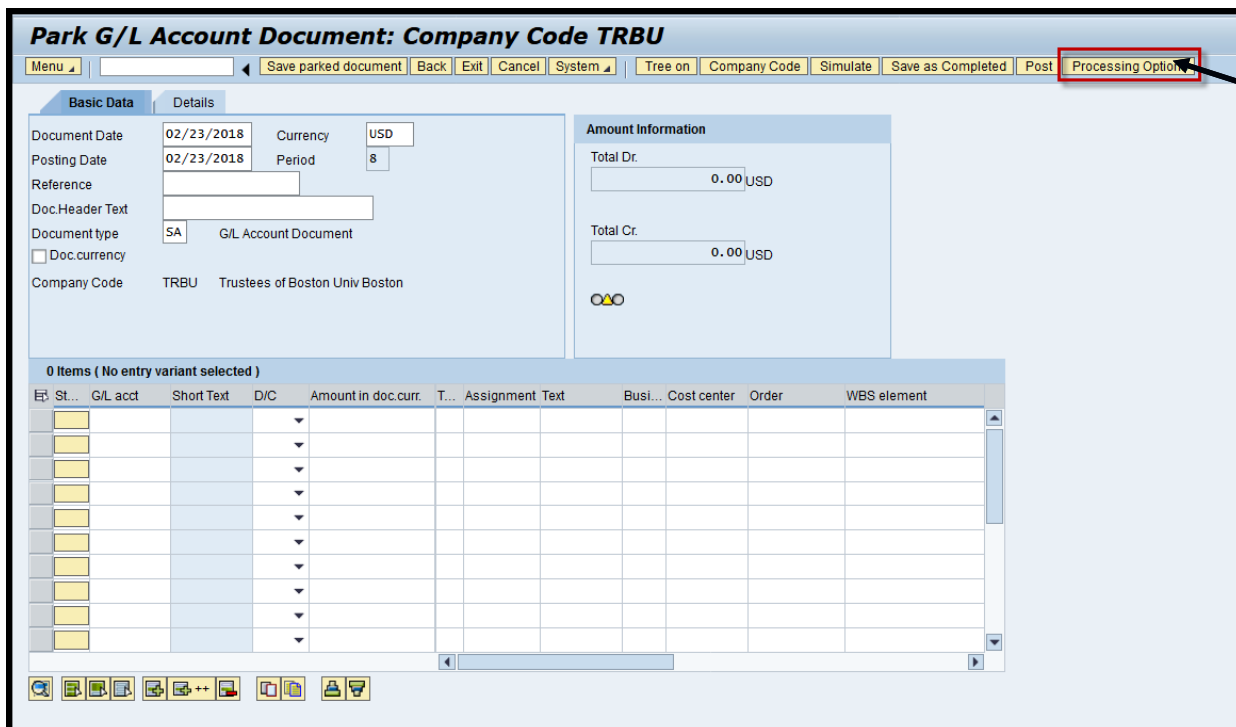 Park G/L Account Document: Company Code TRBU
Menu Save parked document Back Exit Cancel System Tree on Company Code Simulate Save as Completed Post Processing Option
Basic Data Details
Document Date 02/23/2018 Currency USD
Posting Date 02/23/2018 Period 8
Reference
Doc.Header Text
Document type SA G/L Account Document
Doc.currency
Company Code TRBU Trustees of Boston Univ Boston
Amount Information
Total Dr.
0.00 USD
Total Cr.
0.00 USD
0 Items ( No entry variant selected )
St... G/L acct Short Text D/C Amount in doc.curr. T... Assignment Text Busi... Cost center Order WBS element
++